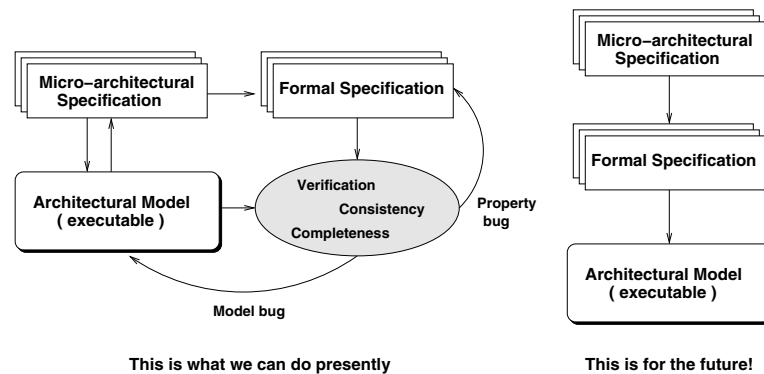 Micro−architectural
Specification
Formal Specification
Architectural Model
( executable )
Verification
Consistency
Completeness
Property
bug
Model bug
This is what we can do presently
Micro−architectural
Specification
Formal Specification
Architectural Model
( executable )
This is for the future!